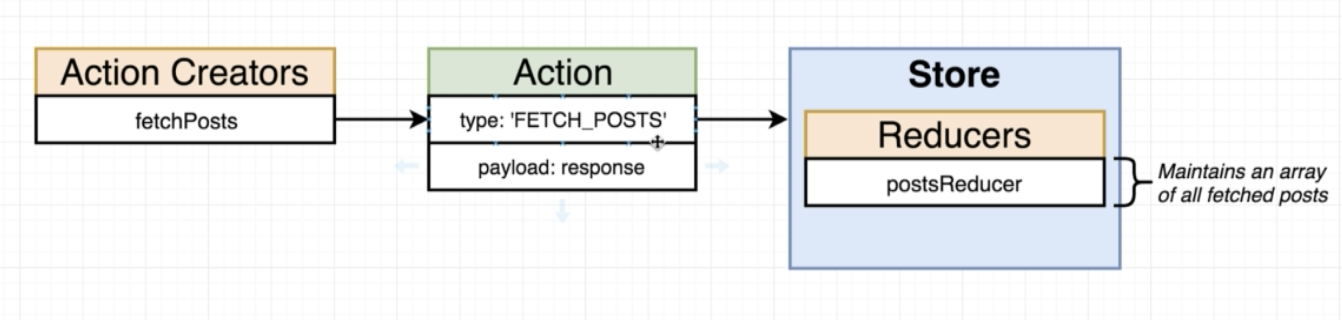 Action Creators
fetchPosts
Action
type: 'FETCH_POSTS'
payload: response
Store
Reducers
postsReducer
Maintains an array
of all fetched posts